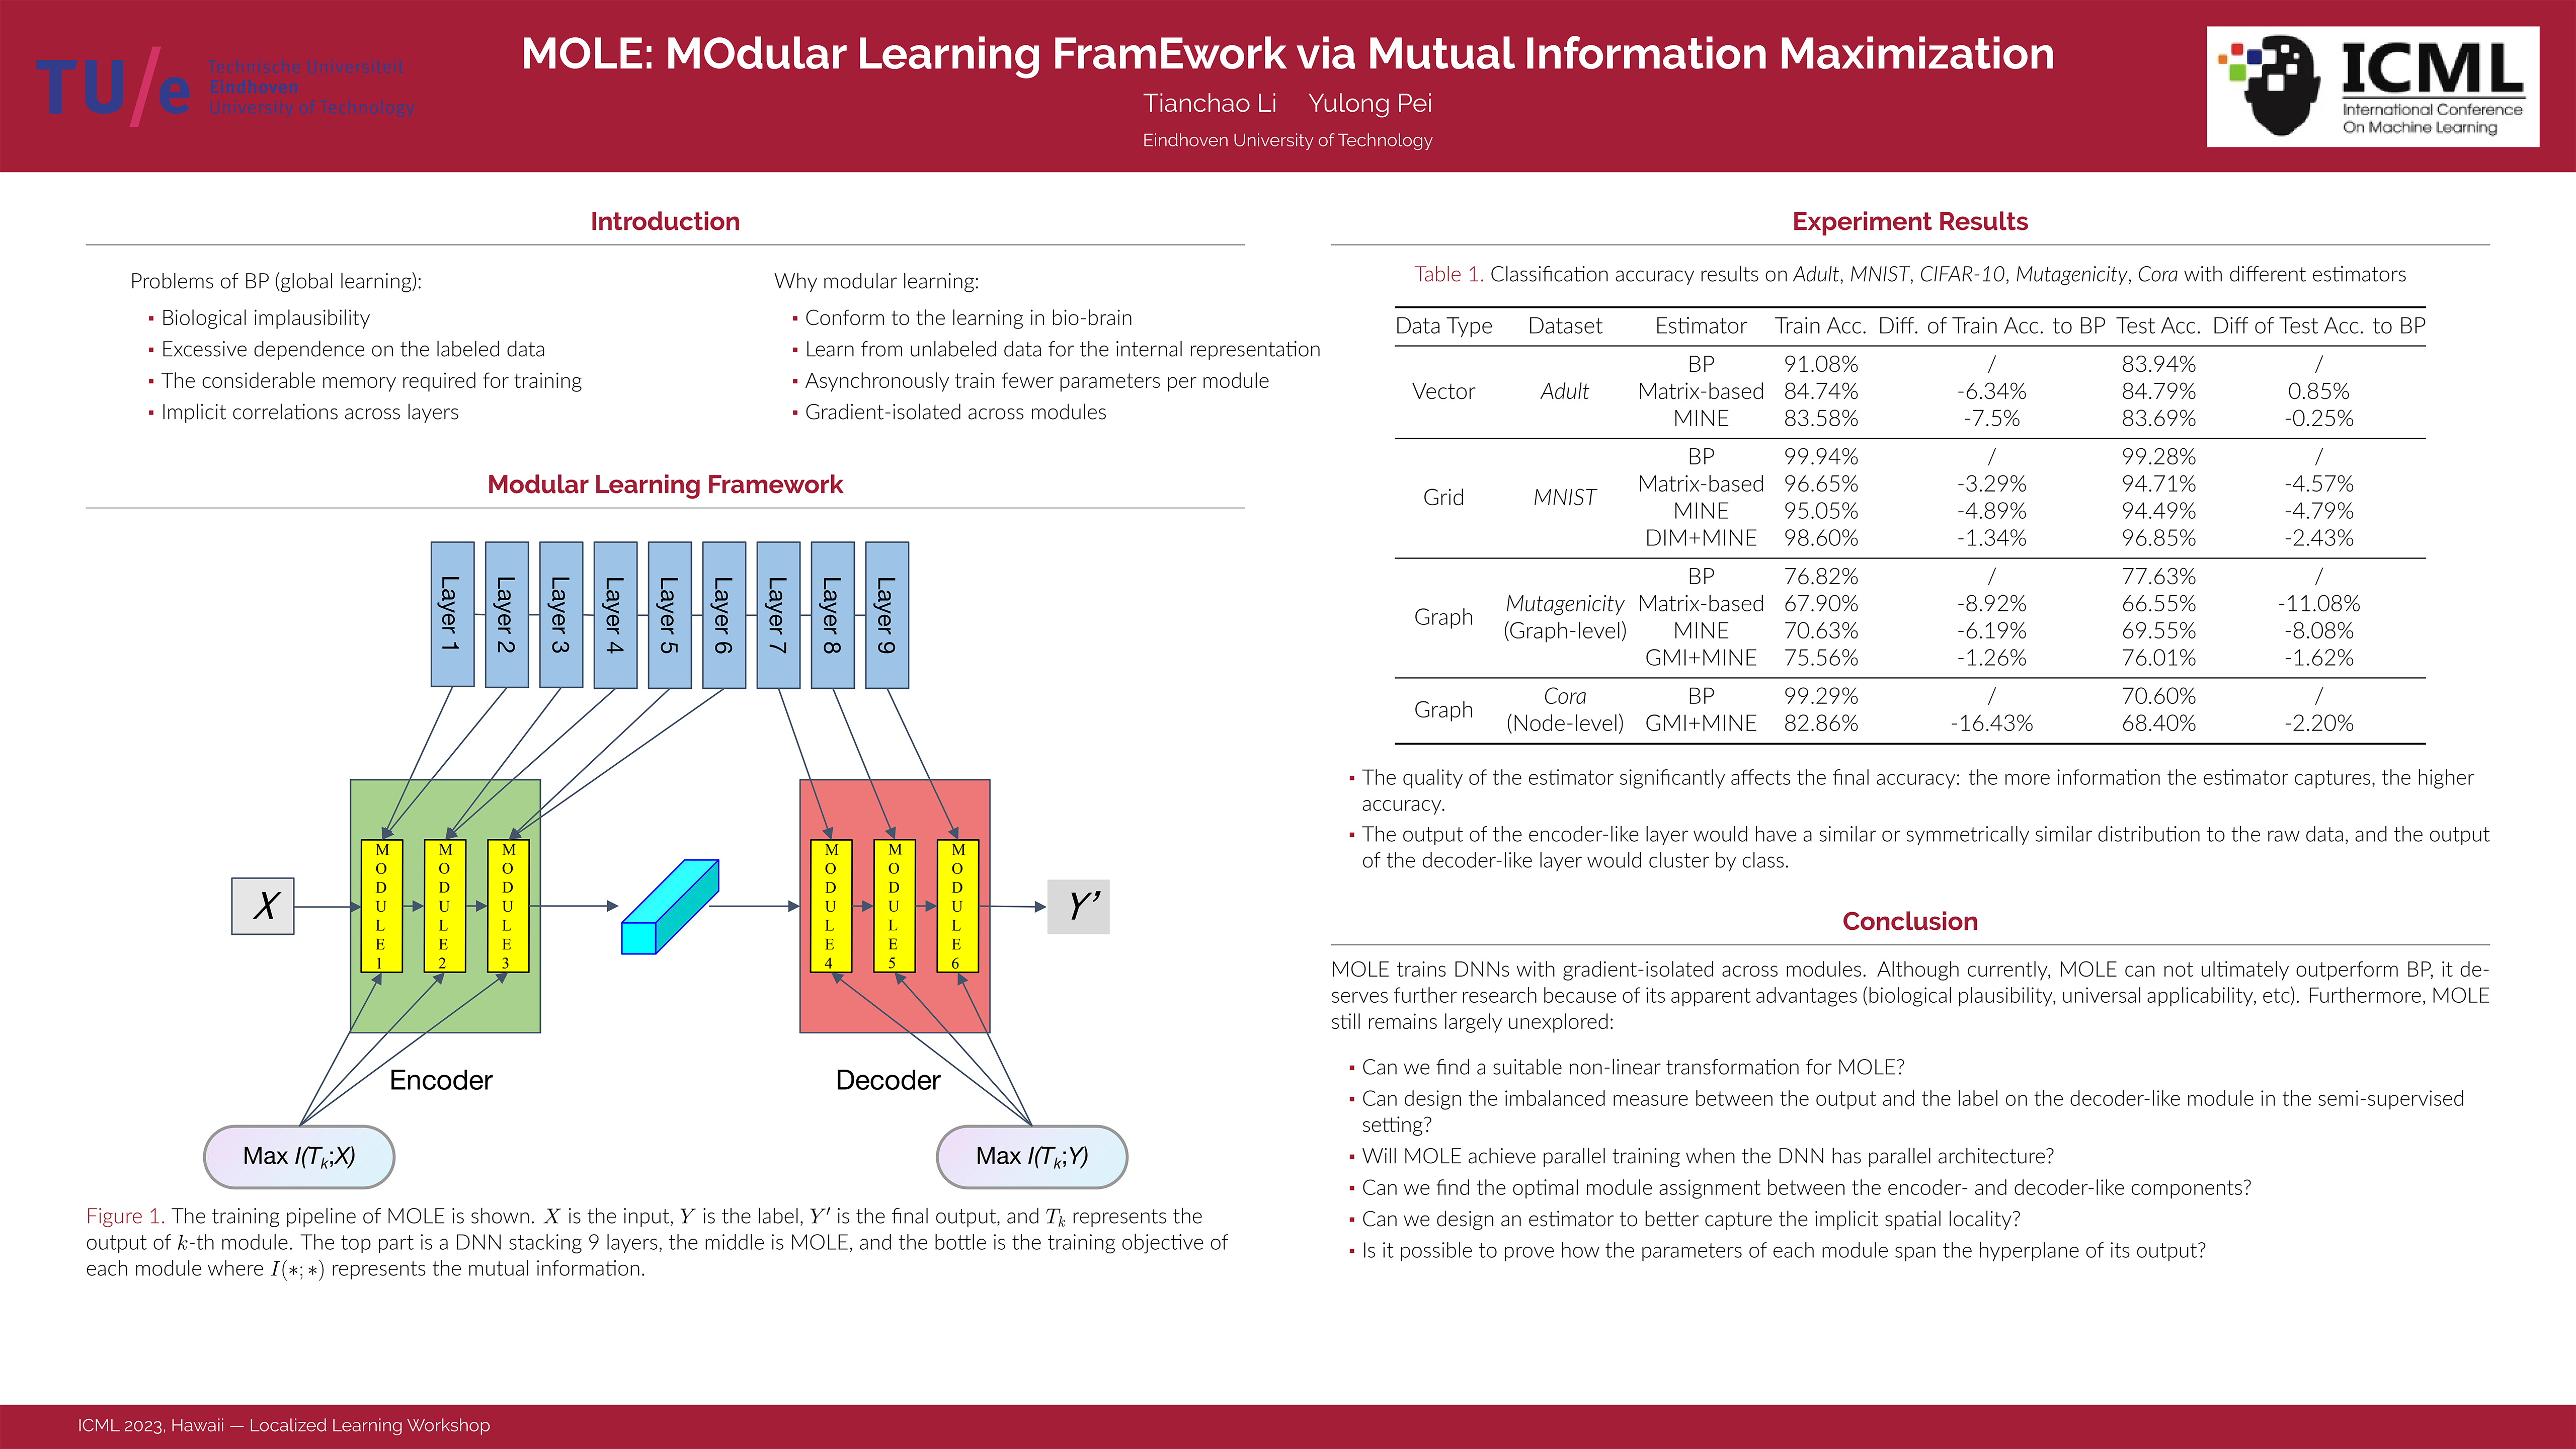 TU/e Technische Universiteit
Eindhoven
University of Technology
MOLE: MOdular Learning FramEwork via Mutual Information Maximization
Tianchao Li Yulong Pei
Eindhoven University of Technology
ICML
International Conference
On Machine Learning
Introduction
Problems of BP (global learning):
▪ Biological implausibility
▪ Excessive dependence on the labeled data
▪ The considerable memory required for training
▪ Implicit correlations across layers
Why modular learning:
▪ Conform to the learning in bio-brain
▪ Learn from unlabeled data for the internal representation
▪ Asynchronously train fewer parameters per module
▪ Gradient-isolated across modules
Modular Learning Framework
Layer 1
Layer 2
Layer 3
Layer 4
Layer 5
Layer 6
Layer 7
Layer 8
Layer 9
X
MODULE1
MODULE2
MODULE3
MODULE4
MODULE5
MODULE6
Y’
Encoder
Decoder
Max I(Tk;X)
Max I(Tk;Y)
Figure 1. The training pipeline of MOLE is shown. X is the input, Y is the label, Y′ is the final output, and Tk represents the
output of k-th module. The top part is a DNN stacking 9 layers, the middle is MOLE, and the bottle is the training objective of
each module where I(∗; ∗) represents the mutual information.
Experiment Results
Table 1. Classification accuracy results on Adult, MNIST, CIFAR-10, Mutagenicity, Cora with different estimators
Data Type Dataset Estimator Train Acc. Diff. of Train Acc. to BP Test Acc. Diff of Test Acc. to BP
BP 91.08% / 83.94% /
Vector Adult Matrix-based 84.74% -6.34% 84.79% 0.85%
MINE 83.58% -7.5% 83.69% -0.25%
BP 99.94% / 99.28% /
Matrix-based 96.65% -3.29% 94.71% -4.57%
Grid MNIST
MINE 95.05% -4.89% 94.49% -4.79%
DIM+MINE 98.60% -1.34% 96.85% -2.43%
BP 76.82% / 77.63% /
Mutagenicity Matrix-based 67.90% -8.92% 66.55% -11.08%
Graph
(Graph-level) MINE 70.63% -6.19% 69.55% -8.08%
GMI+MINE 75.56% -1.26% 76.01% -1.62%
Cora BP 99.29% / 70.60% /
Graph
(Node-level) GMI+MINE 82.86% -16.43% 68.40% -2.20%
▪ The quality of the estimator significantly affects the final accuracy: the more information the estimator captures, the higher
accuracy.
▪ The output of the encoder-like layer would have a similar or symmetrically similar distribution to the raw data, and the output
of the decoder-like layer would cluster by class.
Conclusion
MOLE trains DNNs with gradient-isolated across modules. Although currently, MOLE can not ultimately outperform BP, it de-
serves further research because of its apparent advantages (biological plausibility, universal applicability, etc). Furthermore, MOLE
still remains largely unexplored:
▪ Can we find a suitable non-linear transformation for MOLE?
▪ Can design the imbalanced measure between the output and the label on the decoder-like module in the semi-supervised
setting?
▪ Will MOLE achieve parallel training when the DNN has parallel architecture?
▪ Can we find the optimal module assignment between the encoder- and decoder-like components?
▪ Can we design an estimator to better capture the implicit spatial locality?
▪ Is it possible to prove how the parameters of each module span the hyperplane of its output?
ICML 2023, Hawaii — Localized Learning Workshop